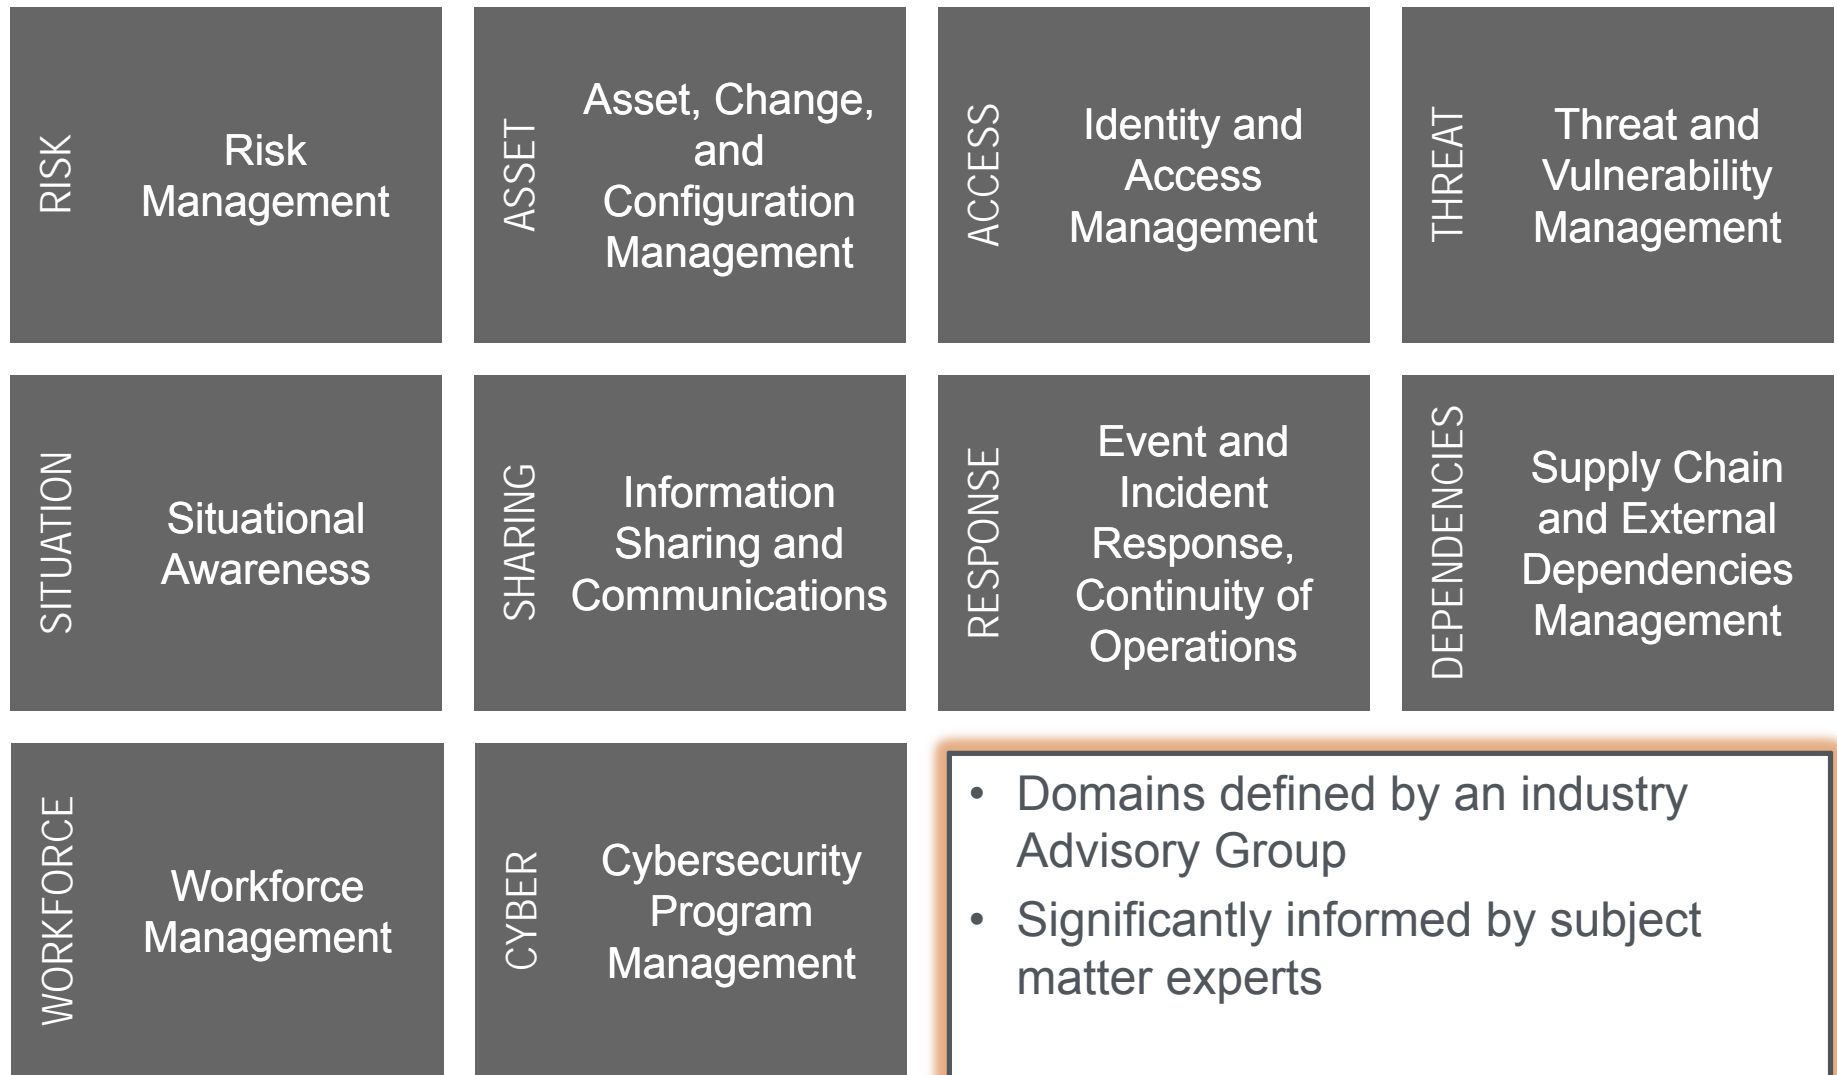 RISK
Risk
Management
ASSET
Asset, Change,
and
Configuration
Management
ACCESS
Identity and
Access
Management
THREAT
Threat and
Vulnerability
Management
SITUATION
Situational
Awareness
SHARING
Information
Sharing and
Communications
RESPONSE
Event and
Incident
Response,
Continuity of
Operations
DEPENDENCIES
Supply Chain
and External
Dependencies
Management
WORKFORCE
Workforce
Management
CYBER
Cybersecurity
Program
Management
• Domains defined by an industry
Advisory Group
• Significantly informed by subject
matter experts